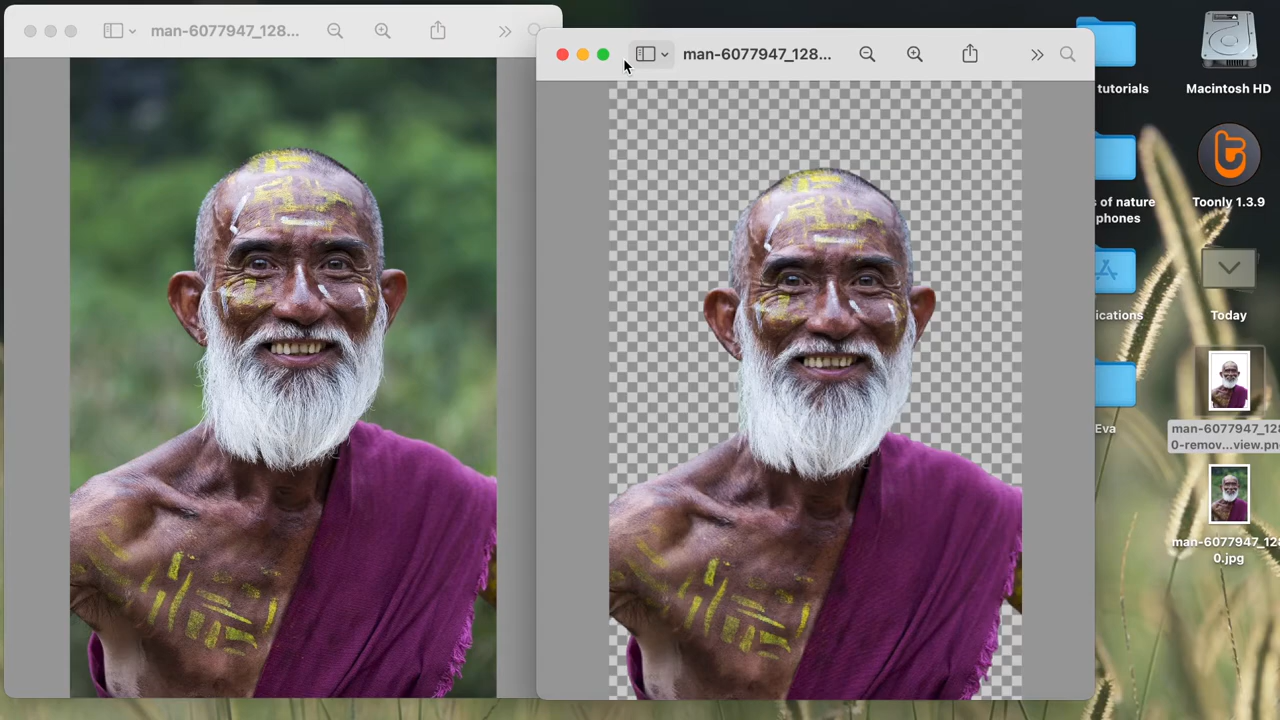 man-6077947_128...
man-6077947_128...
tutorials
Macintosh HD
s of nature
phones
Toonly 1.3.9
ications
Today
Eva
man-6077947_128
0-remov...view.pn
man-6077947_128
0.jpg